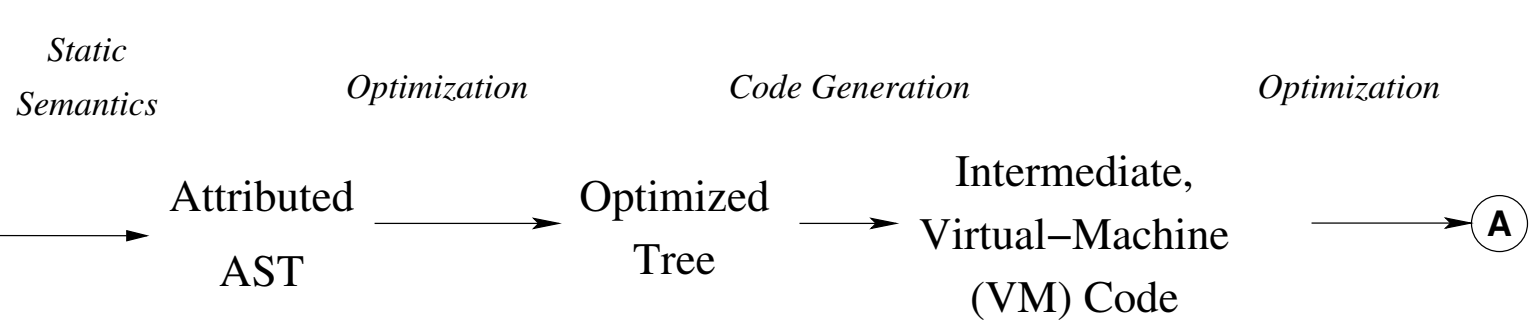 Static
Semantics
Optimization
Code Generation
Optimization
Attributed
AST
Optimized
Tree
Intermediate,
Virtual−Machine
(VM) Code
A